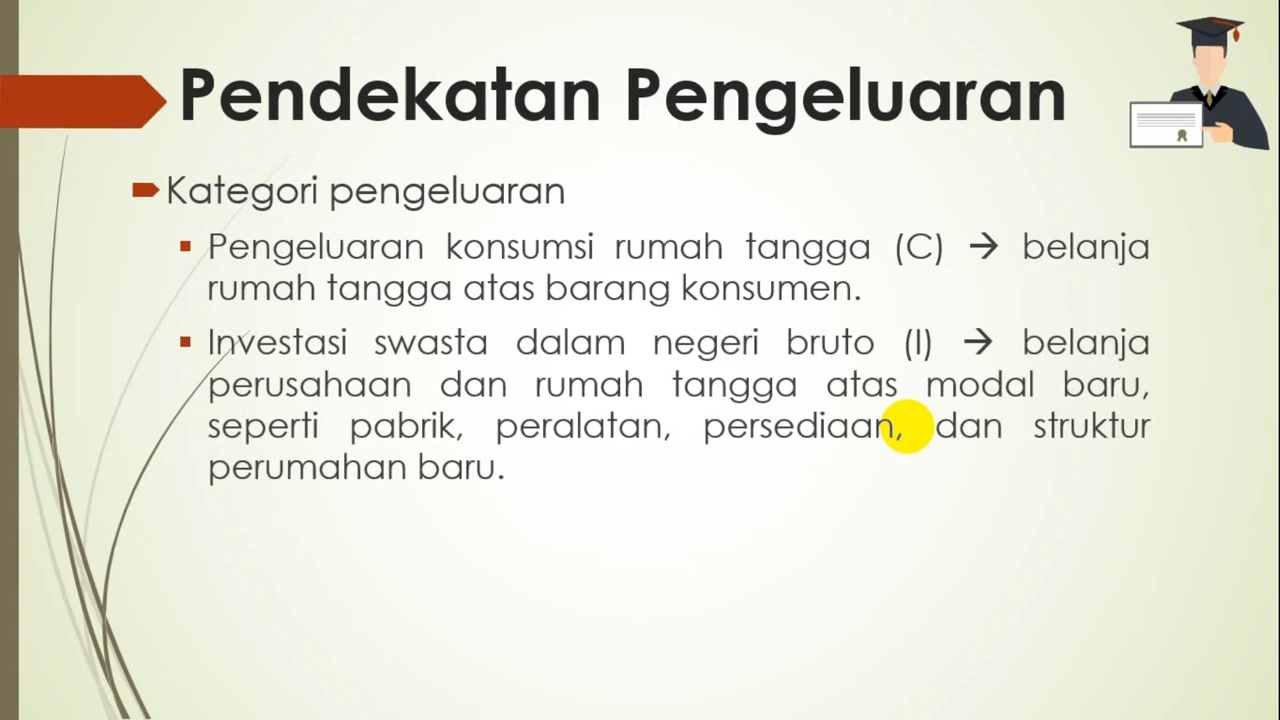 Pendekatan Pengeluaran
Kategori pengeluaran
Pengeluaran konsumsi rumah tangga (C) → belanja
rumah tangga atas barang konsumen.
Investasi swasta dalam negeri bruto (I) → belanja
perusahaan dan rumah tangga atas modal baru,
seperti pabrik, peralatan, persediaan, dan struktur
perumahan baru.